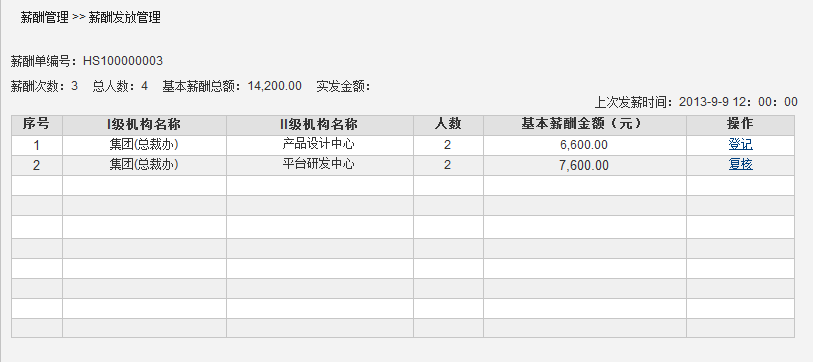 薪酬管理 >> 薪酬发放管理
薪酬单编号：HS100000003
薪酬次数：3 总人数：4 基本薪酬总额：14,200.00 实发金额：
上次发薪时间：2013-9-9 12：00：00
序号 I级机构名称 II级机构名称 人数 基本薪酬金额（元） 操作
1 集团(总裁办) 产品设计中心 2 6,600.00 登记
2 集团(总裁办) 平台研发中心 2 7,600.00 复核